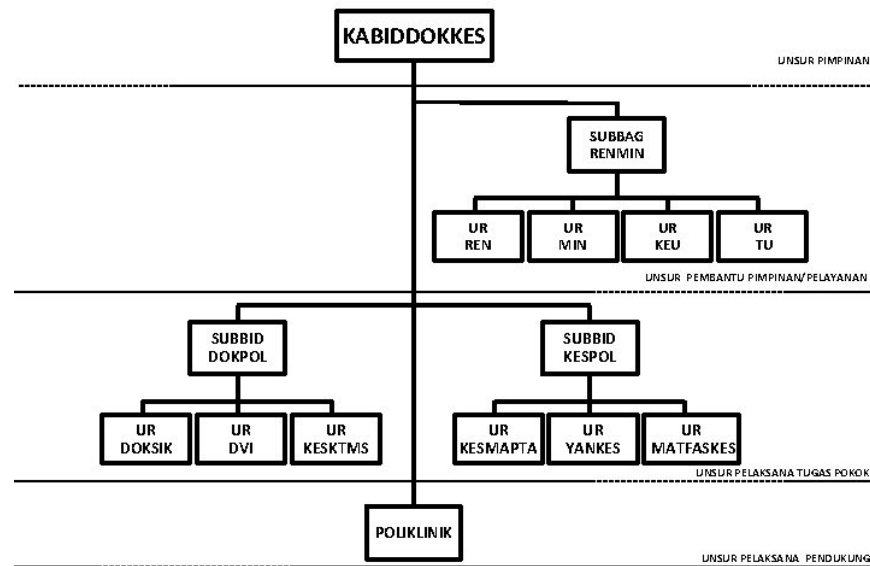 KABIDDOKKES
UNSUR PIMPINAN
SUBBAG
RENMIN
UR
REN
UR
MIN
UR
KEU
UR
TU
UNSUR PEMBANTU PIMPINAN/PELAYANAN
SUBBID
DOKPOL
SUBBID
KESPOL
UR
DOKSIK
UR
DVI
UR
KESKTMS
UR
KESMAPTA
UR
YANKES
UR
MATFASKES
UNSUR PELAKSANA TUGAS POKOK
POLIKLINIK
UNSUR PELAKSANA PENDUKUNG